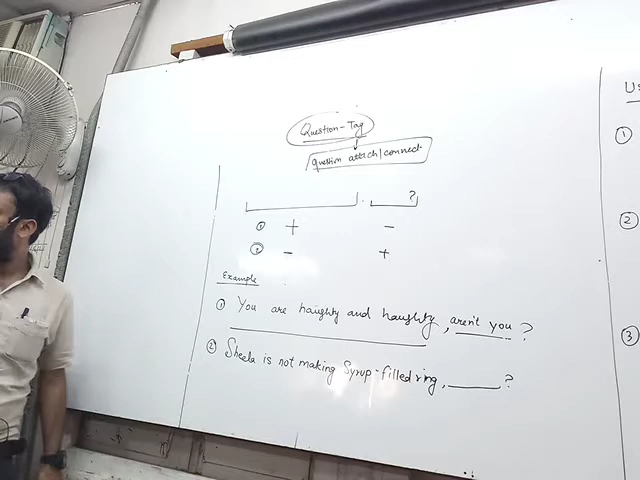 Question-Tag
question attach/connect
?
① + -
② - +
Example
① You are haughty and haughty, aren't you ?
② Sheela is not making Syrup-filled ring, ______ ?
①
②
③